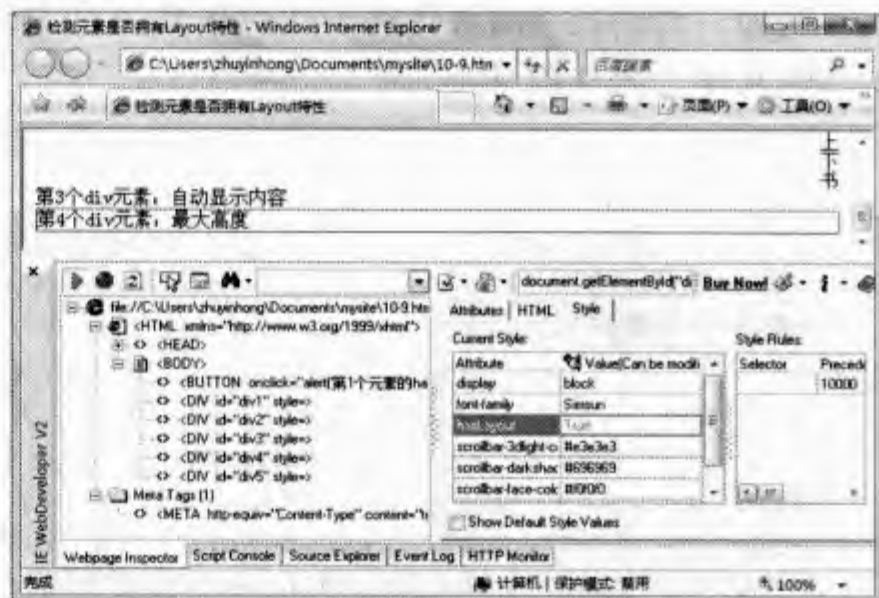 检测元素是否拥有Layout特性 - Windows Internet Explorer
C:\Users\zhuyinhong\Documents\mysite\10-9.htm
百度搜索
检测元素是否拥有Layout特性
页面(P)
工具(O)
上
下
书
第3个div元素，自动显示内容
第4个div元素，最大高度
document.getElementById("di
Buy Now!
file://C:\Users\zhuyinhong\Documents\mysite\10-9.htm
<HTML xmlns="http://www.w3.org/1999/xhtml">
<HEAD>
<BODY>
<BUTTON onclick="alert('第1个元素的ha
<DIV id="div1" style=>
<DIV id="div2" style=>
<DIV id="div3" style=>
<DIV id="div4" style=>
<DIV id="div5" style=>
Meta Tags (1)
<META http-equiv="Content-Type" content="t
Attributes
HTML
Style
Current Style:
Attribute
Value(Can be modifi
display
block
font-family
Simsun
hasLayout
True
scrollbar-3dlight-c
#e3e3e3
scrollbar-dark shac
#696969
scrollbar-face-colo
#f0f0f0
Show Default Style Values
Style Rules:
Selector
Precede
10000
IE WebDeveloper V2
Webpage Inspector
Script Console
Source Explorer
Event Log
HTTP Monitor
完成
计算机 | 保护模式: 禁用
100%